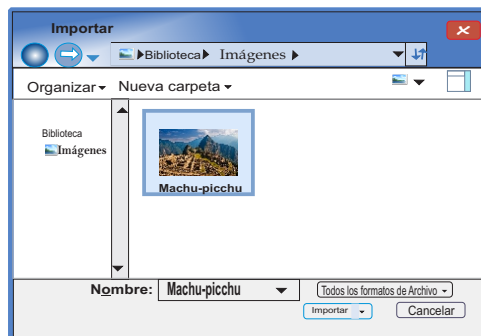 Importar
Biblioteca Imágenes
Organizar Nueva carpeta
Biblioteca
Imágenes
Machu-picchu
Nombre: Machu-picchu Todos los formatos de Archivo
Importar Cancelar